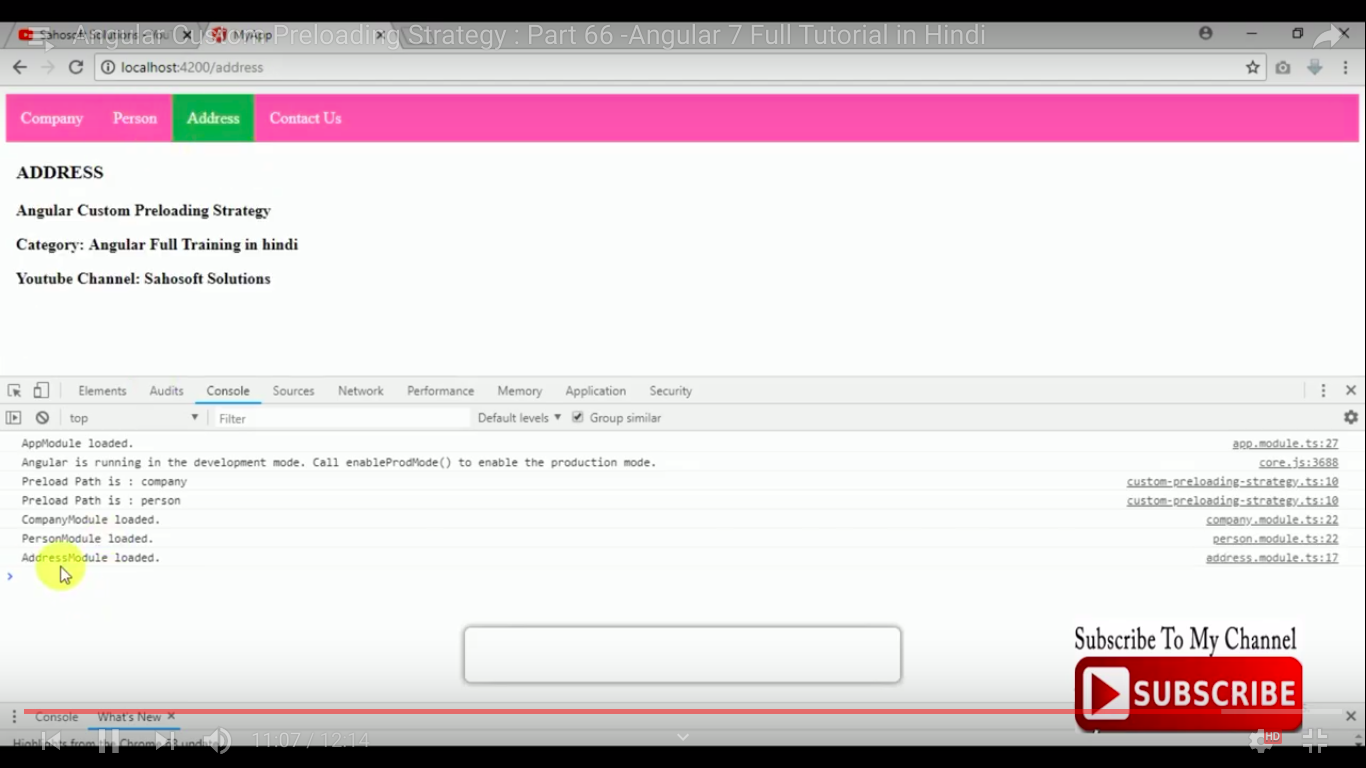 Sahosoft Solutions - You
MyApp
Angular Custom Preloading Strategy : Part 66 -Angular 7 Full Tutorial in Hindi
localhost:4200/address
Company Person Address Contact Us
ADDRESS
Angular Custom Preloading Strategy
Category: Angular Full Training in hindi
Youtube Channel: Sahosoft Solutions
Elements Audits Console Sources Network Performance Memory Application Security
top Filter Default levels Group similar
AppModule loaded. app.module.ts:27
Angular is running in the development mode. Call enableProdMode() to enable the production mode. core.js:3688
Preload Path is : company custom-preloading-strategy.ts:10
Preload Path is : person custom-preloading-strategy.ts:10
CompanyModule loaded. company.module.ts:22
PersonModule loaded. person.module.ts:22
AddressModule loaded. address.module.ts:17
Subscribe To My Channel
SUBSCRIBE
Console What's New
Highlights from the Chrome 63 update
11:07 / 12:14
HD